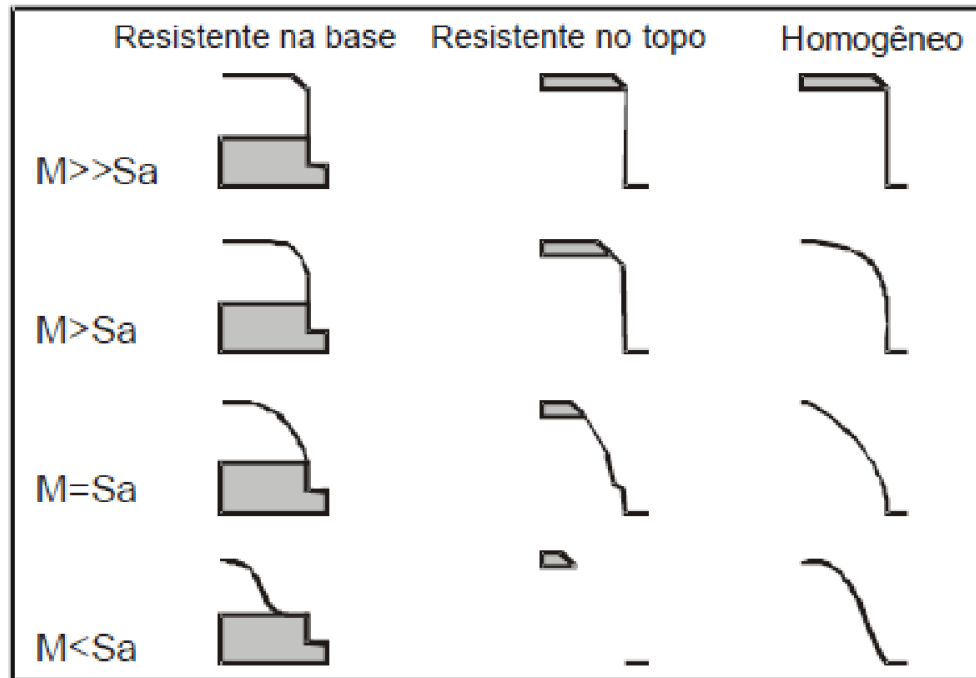 Resistente na base Resistente no topo Homogêneo
M>>Sa
M>Sa
M=Sa
M<Sa